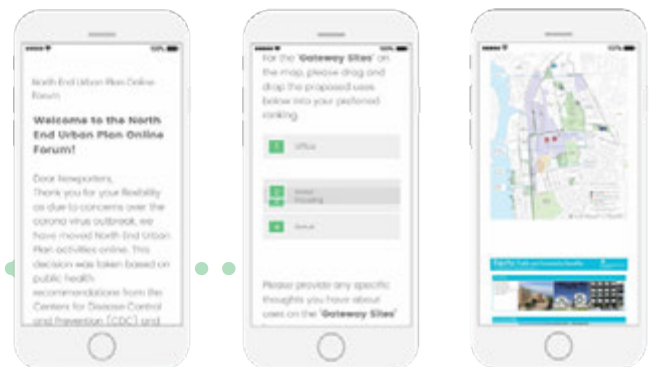 100%
North End Urban Plan Online
Forum
Welcome to the North
End Urban Plan Online
Forum!
Dear Newporters,
Thank you for your flexibility
as due to concerns over the
corona virus outbreak, we
have moved North End Urban
Plan activities online. This
decision was taken based on
public health
recommendations from the
Centers for Disease Control
and Prevention (CDC) and
100%
For the 'Gateway Sites' on
the map, please drag and
drop the proposed uses
below into your preferred
ranking.
Office
Housing
Please provide any specific
thoughts you have about
uses on the 'Gateway Sites'
100%